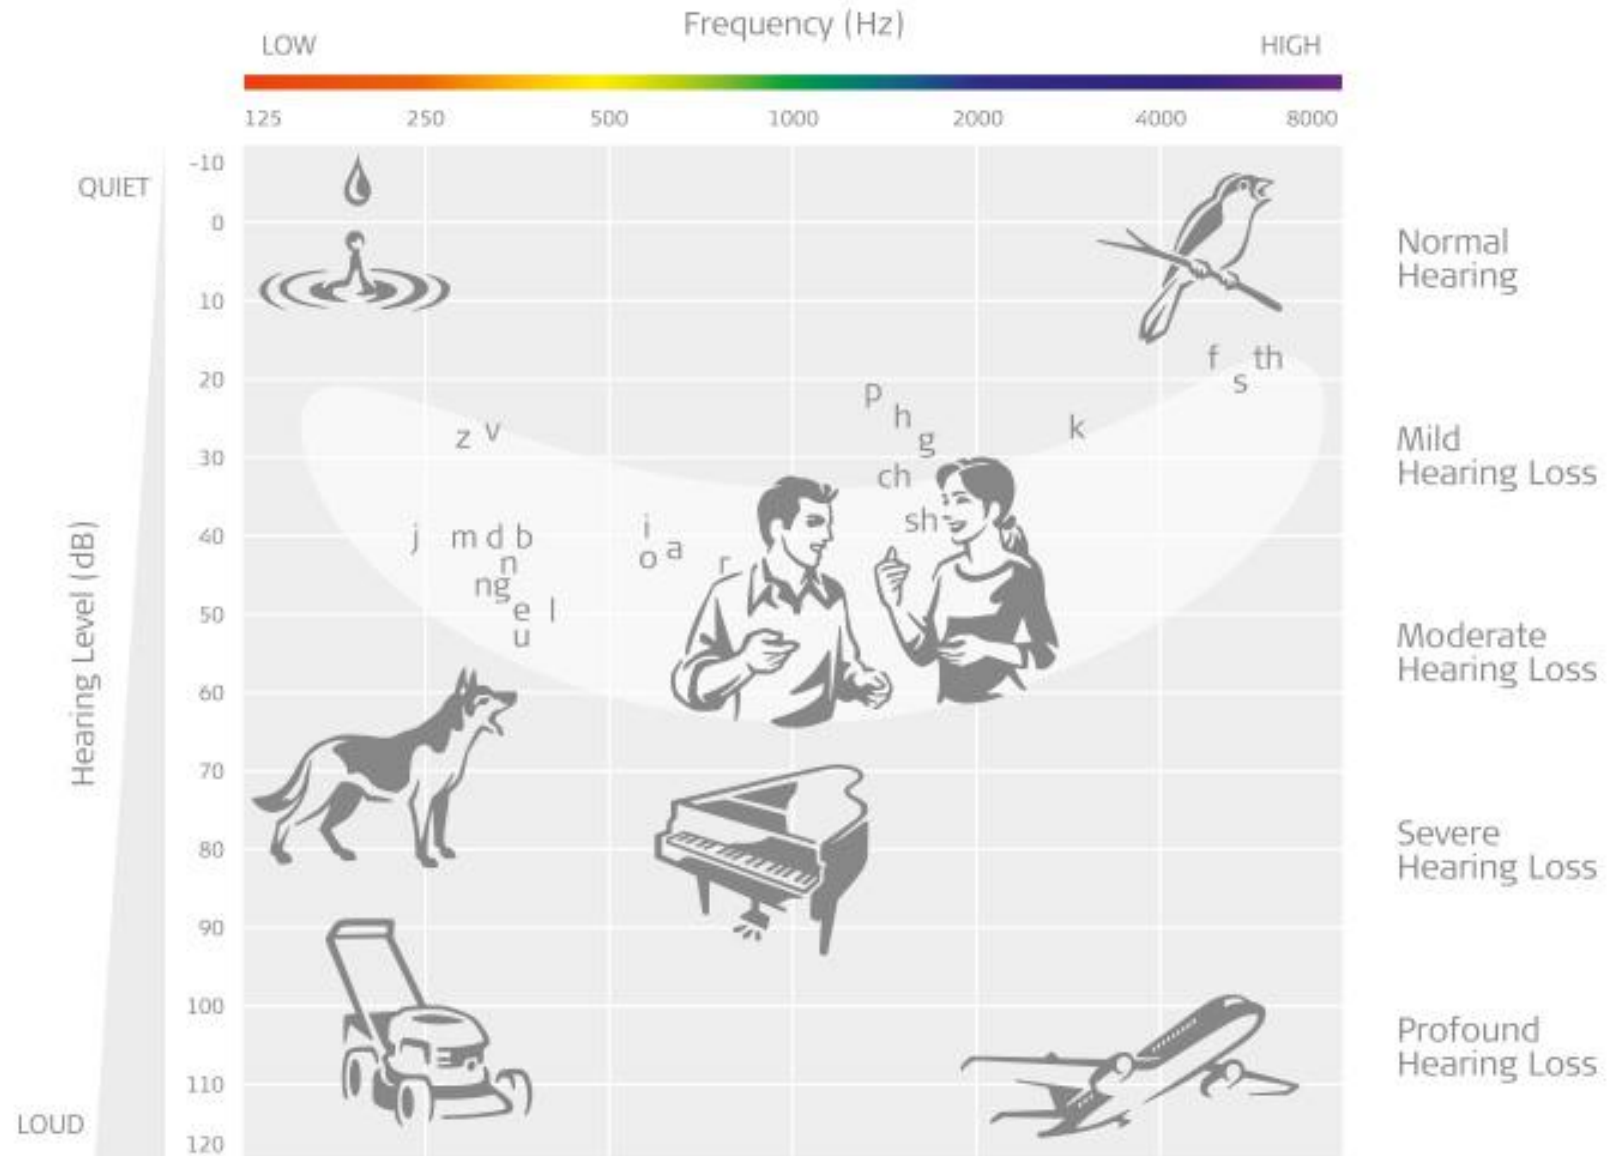 Frequency (Hz)
LOW HIGH
125 250 500 1000 2000 4000 8000
-10
QUIET
0
Normal
Hearing
10
f th
20 s
p
h
z v g k
Mild
30
Hearing Loss
ch
sh
i
40 j m d b
o a
n r
ng
50 e l
u
Moderate
Hearing Loss
60
Hearing Level (dB)
70
80
Severe
Hearing Loss
90
100
Profound
Hearing Loss
110
LOUD
120